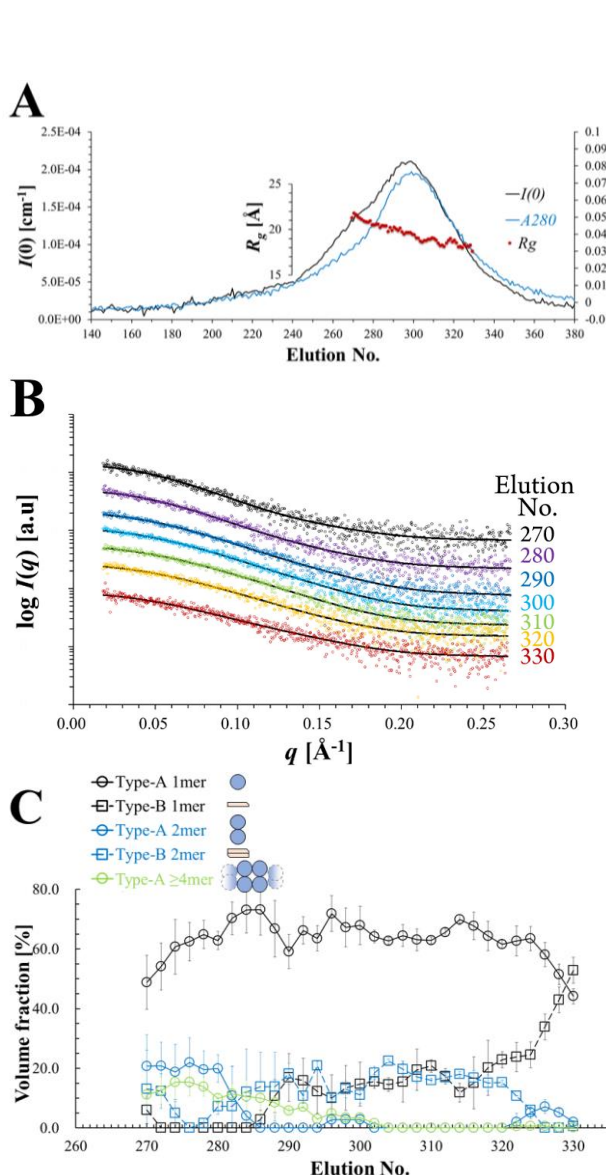 A
2.5E-04
2.0E-04
1.5E-04
1.0E-04
5.0E-05
0.0E+00
I(0) [cm⁻¹]
25
20
15
Rg [Å]
I(0)
A280
Rg
0.1
0.09
0.08
0.07
0.06
0.05
0.04
0.03
0.02
0.01
0
-0.0
140 160 180 200 220 240 260 280 300 320 340 360 380
Elution No.
B
log I(q) [a.u]
Elution
No.
270
280
290
300
310
320
330
0.00 0.05 0.10 0.15 0.20 0.25 0.30
q [Å⁻¹]
C
Type-A 1mer
Type-B 1mer
Type-A 2mer
Type-B 2mer
Type-A ≥4mer
80.0
60.0
40.0
20.0
0.0
Volume fraction [%]
260 270 280 290 300 310 320 330
Elution No.